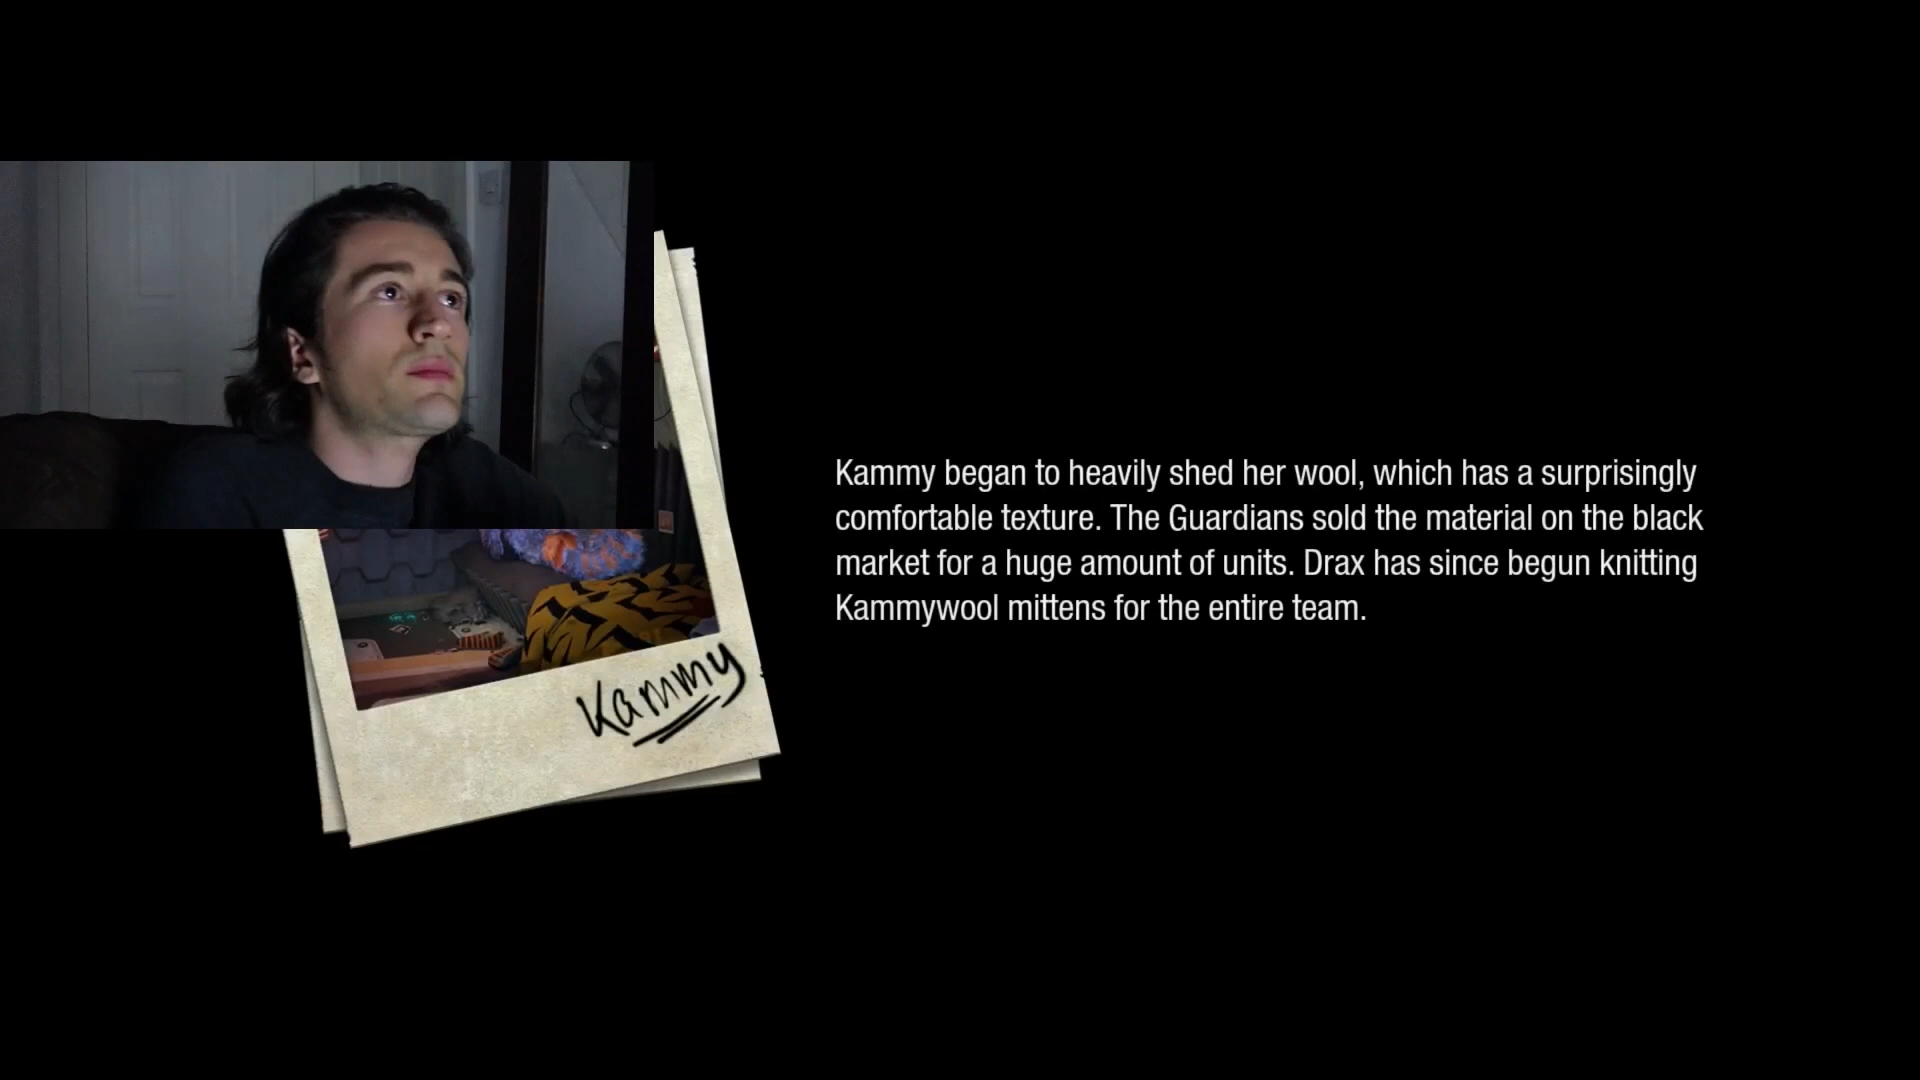 Kammy began to heavily shed her wool, which has a surprisingly
comfortable texture. The Guardians sold the material on the black
market for a huge amount of units. Drax has since begun knitting
Kammywool mittens for the entire team.
Kammy